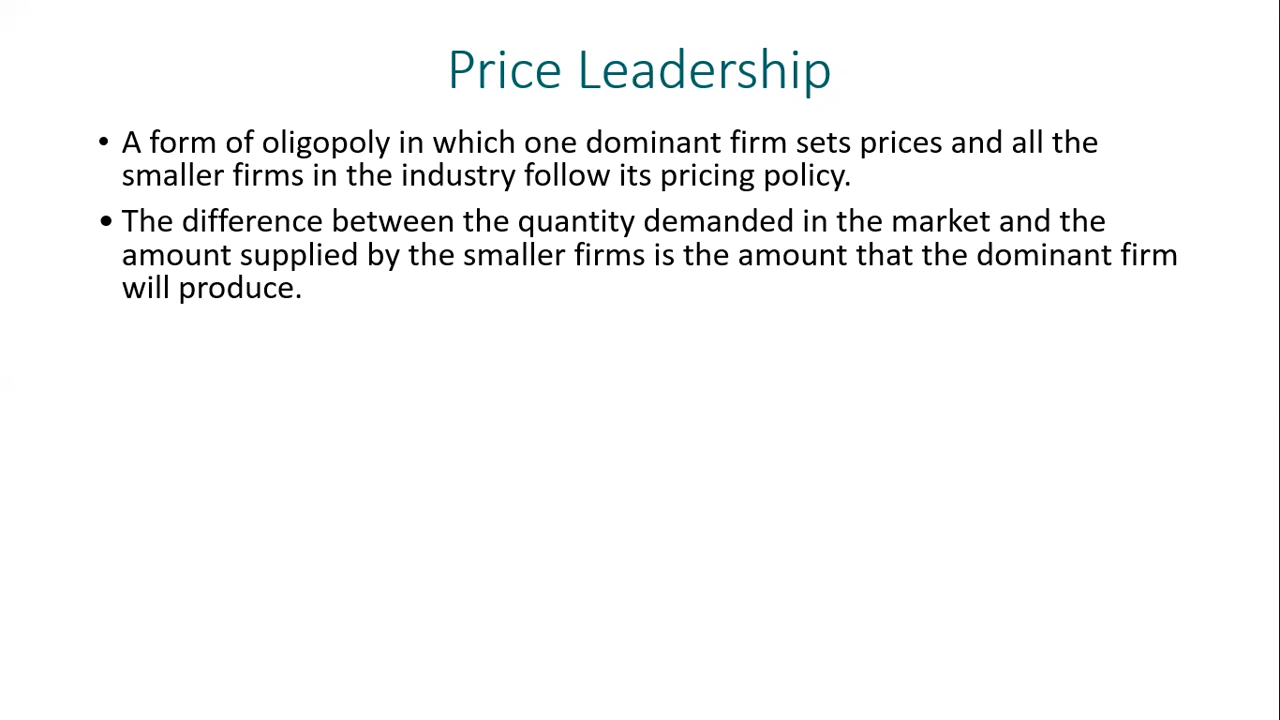 Price Leadership
• A form of oligopoly in which one dominant firm sets prices and all the
smaller firms in the industry follow its pricing policy.
• The difference between the quantity demanded in the market and the
amount supplied by the smaller firms is the amount that the dominant firm
will produce.